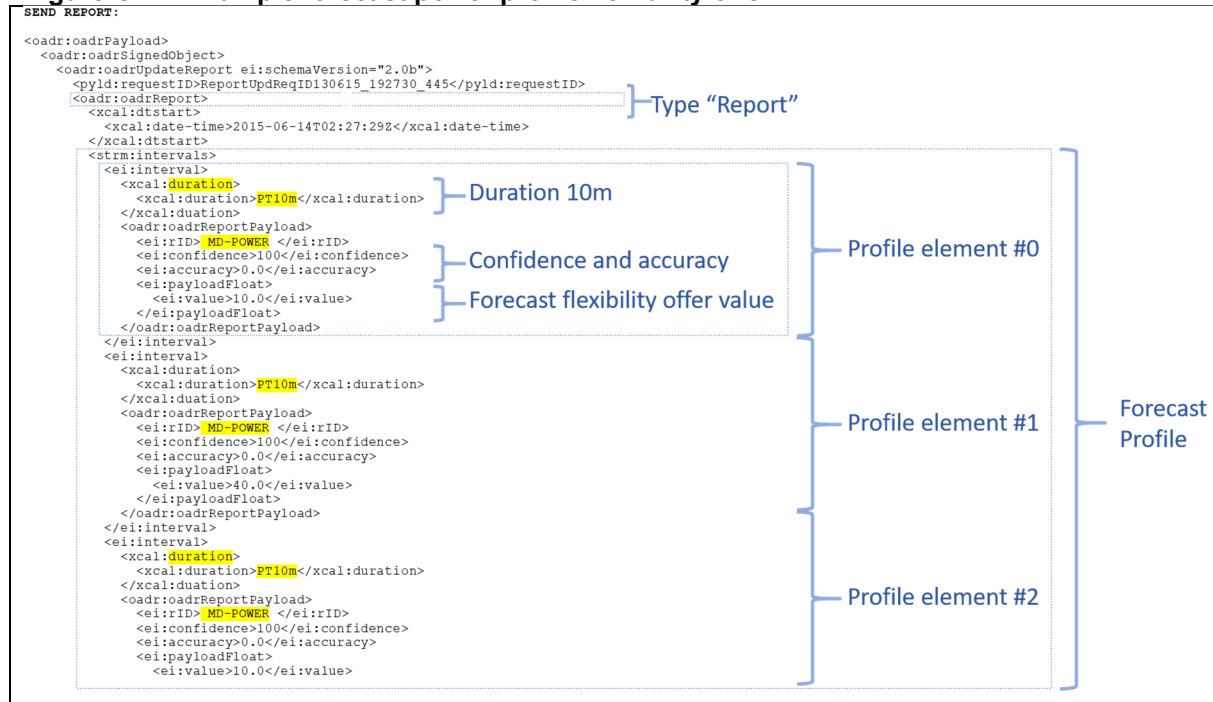 SEND REPORT:
<oadr:oadrPayload>
<oadr:oadrSignedObject>
<oadr:oadrUpdateReport ei:schemaVersion="2.0b">
<pyld:requestID>ReportUpdReqID130615_192730_445</pyld:requestID>
<oadr:oadrReport>
Type “Report”
<xcal:dtstart>
<xcal:date-time>2015-06-14T02:27:29Z</xcal:date-time>
</xcal:dtstart>
<strm:intervals>
<ei:interval>
<xcal:duration>
<xcal:duration>PT10m</xcal:duration>
Duration 10m
</xcal:duation>
<oadr:oadrReportPayload>
<ei:rID> MD-POWER </ei:rID>
Profile element #0
<ei:confidence>100</ei:confidence>
Confidence and accuracy
<ei:accuracy>0.0</ei:accuracy>
<ei:payloadFloat>
Forecast flexibility offer value
<ei:value>10.0</ei:value>
</ei:payloadFloat>
</oadr:oadrReportPayload>
</ei:interval>
<ei:interval>
<xcal:duration>
<xcal:duration>PT10m</xcal:duration>
</xcal:duation>
<oadr:oadrReportPayload>
<ei:rID> MD-POWER </ei:rID>
Profile element #1
Forecast
Profile
<ei:confidence>100</ei:confidence>
<ei:accuracy>0.0</ei:accuracy>
<ei:payloadFloat>
<ei:value>40.0</ei:value>
</ei:payloadFloat>
</oadr:oadrReportPayload>
</ei:interval>
<ei:interval>
<xcal:duration>
<xcal:duration>PT10m</xcal:duration>
</xcal:duation>
<oadr:oadrReportPayload>
Profile element #2
<ei:rID> MD-POWER </ei:rID>
<ei:confidence>100</ei:confidence>
<ei:accuracy>0.0</ei:accuracy>
<ei:payloadFloat>
<ei:value>10.0</ei:value>